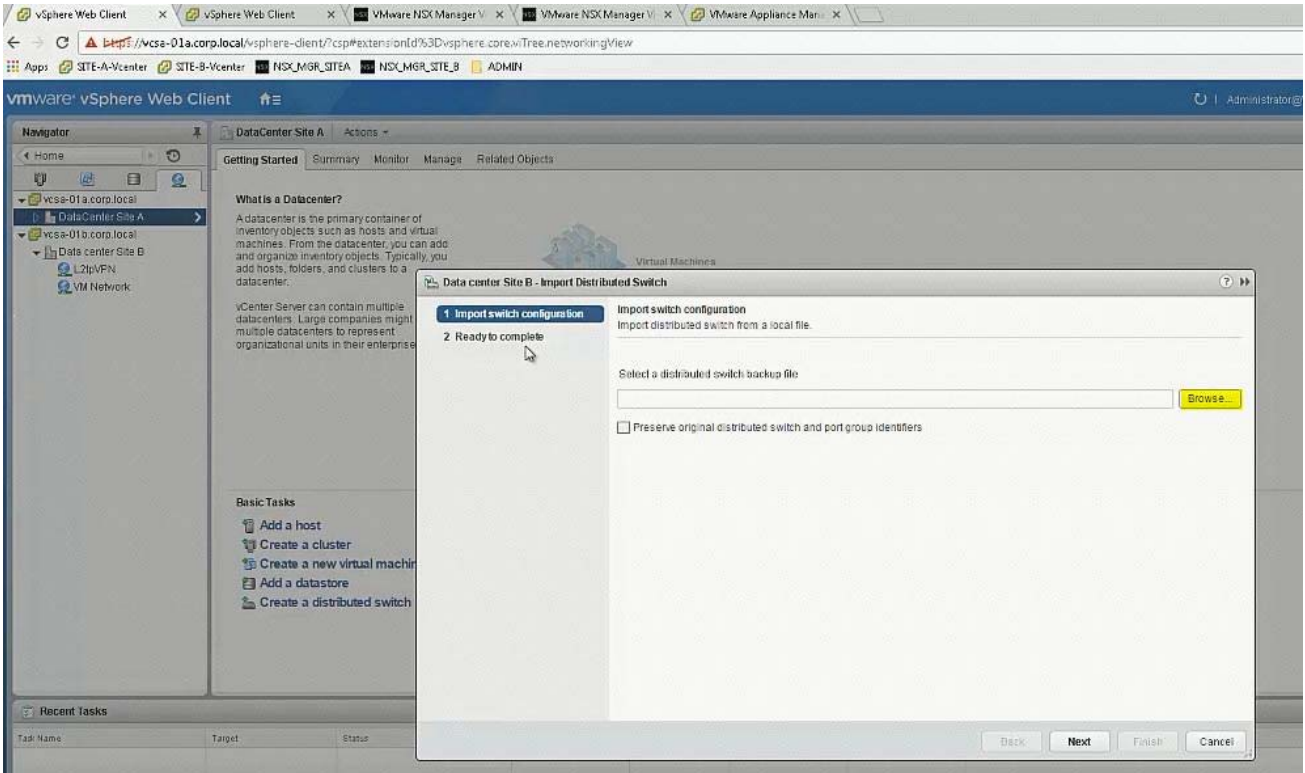 vSphere Web Client
vSphere Web Client
VMware NSX Manager V
VMware NSX Manager V
VMware Appliance Man
https://vcsa-01a.corp.local/vsphere-client/?csp#extensionId%3Dvsphere.core.viTree.networkingView
Apps SITE-A-Vcenter SITE-B-Vcenter NSX_MGR_SITEA NSX_MGR_SITE_B ADMIN
vmware® vSphere Web Client
Administrator@
Navigator
Home
vcsa-01a.corp.local
DataCenter Site A
vcsa-01b.corp.local
Data center Site B
L2tpVPN
VM Network
DataCenter Site A Actions
Getting Started Summary Monitor Manage Related Objects
What is a Datacenter?
A datacenter is the primary container of
inventory objects such as hosts and virtual
machines. From the datacenter, you can add
and organize inventory objects. Typically, you
add hosts, folders, and clusters to a
datacenter.
vCenter Server can contain multiple
datacenters. Large companies might
multiple datacenters to represent
organizational units in their enterprise
Virtual Machines
Basic Tasks
Add a host
Create a cluster
Create a new virtual machin
Add a datastore
Create a distributed switch
Data center Site B - Import Distributed Switch
1 Import switch configuration
2 Ready to complete
Import switch configuration
Import distributed switch from a local file.
Select a distributed switch backup file
Browse...
Preserve original distributed switch and port group identifiers
Back Next Finish Cancel
Recent Tasks
Task Name Target Status